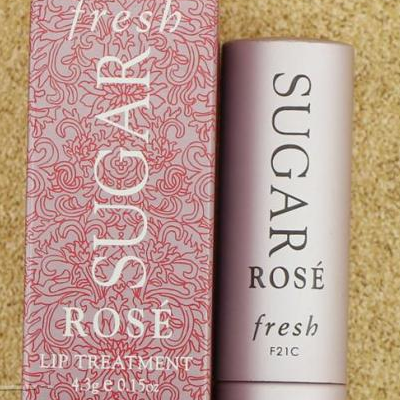 fresh
SUGAR
ROSÉ
LIP TREATMENT
4.3g e 0.15oz
SUGAR
ROSÉ
fresh
F21C